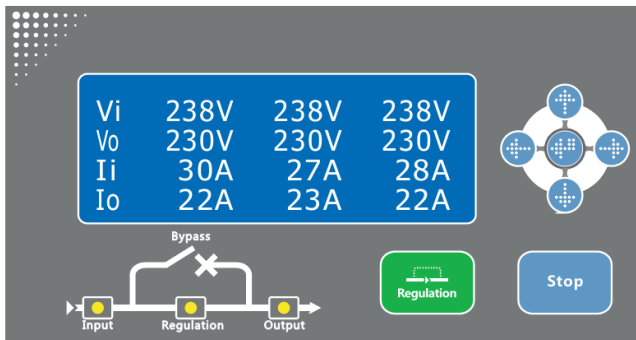 Vi 238V 238V 238V
Vo 230V 230V 230V
Ii 30A 27A 28A
Io 22A 23A 22A
Bypass
Input Regulation Output
Regulation
Stop